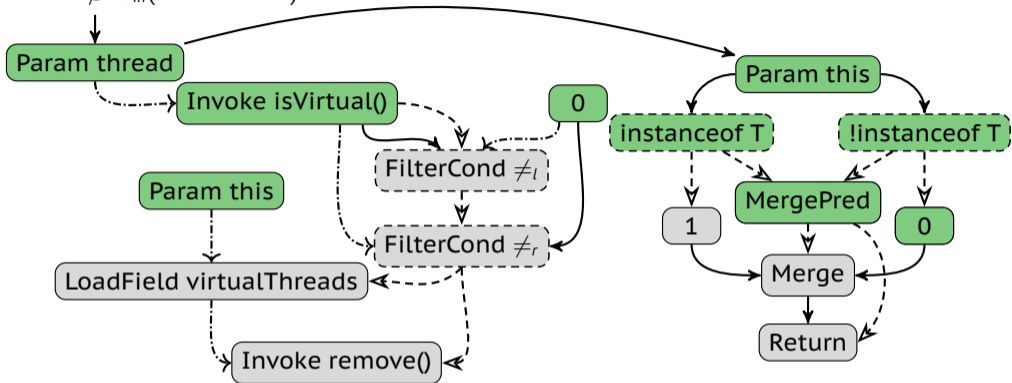 Param thread
Invoke isVirtual()
0
FilterCond ≠l
Param this
FilterCond ≠r
LoadField virtualThreads
Invoke remove()
Param this
instanceof T
!instanceof T
MergePred
1
0
Merge
Return